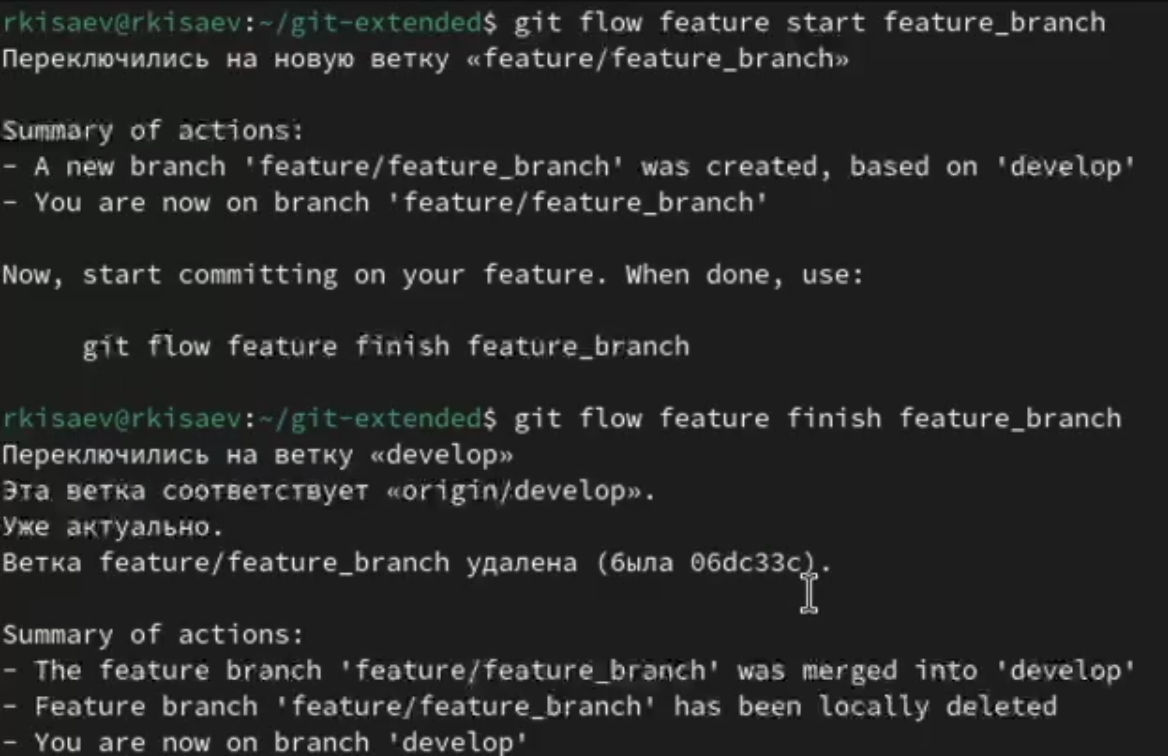 rkisaev@rkisaev:~/git-extended$ git flow feature start feature_branch
Переключились на новую ветку «feature/feature_branch»
Summary of actions:
- A new branch 'feature/feature_branch' was created, based on 'develop'
- You are now on branch 'feature/feature_branch'
Now, start committing on your feature. When done, use:
git flow feature finish feature_branch
rkisaev@rkisaev:~/git-extended$ git flow feature finish feature_branch
Переключились на ветку «develop»
Эта ветка соответствует «origin/develop».
Уже актуально.
Ветка feature/feature_branch удалена (была 06dc33c).
Summary of actions:
- The feature branch 'feature/feature_branch' was merged into 'develop'
- Feature branch 'feature/feature_branch' has been locally deleted
- You are now on branch 'develop'